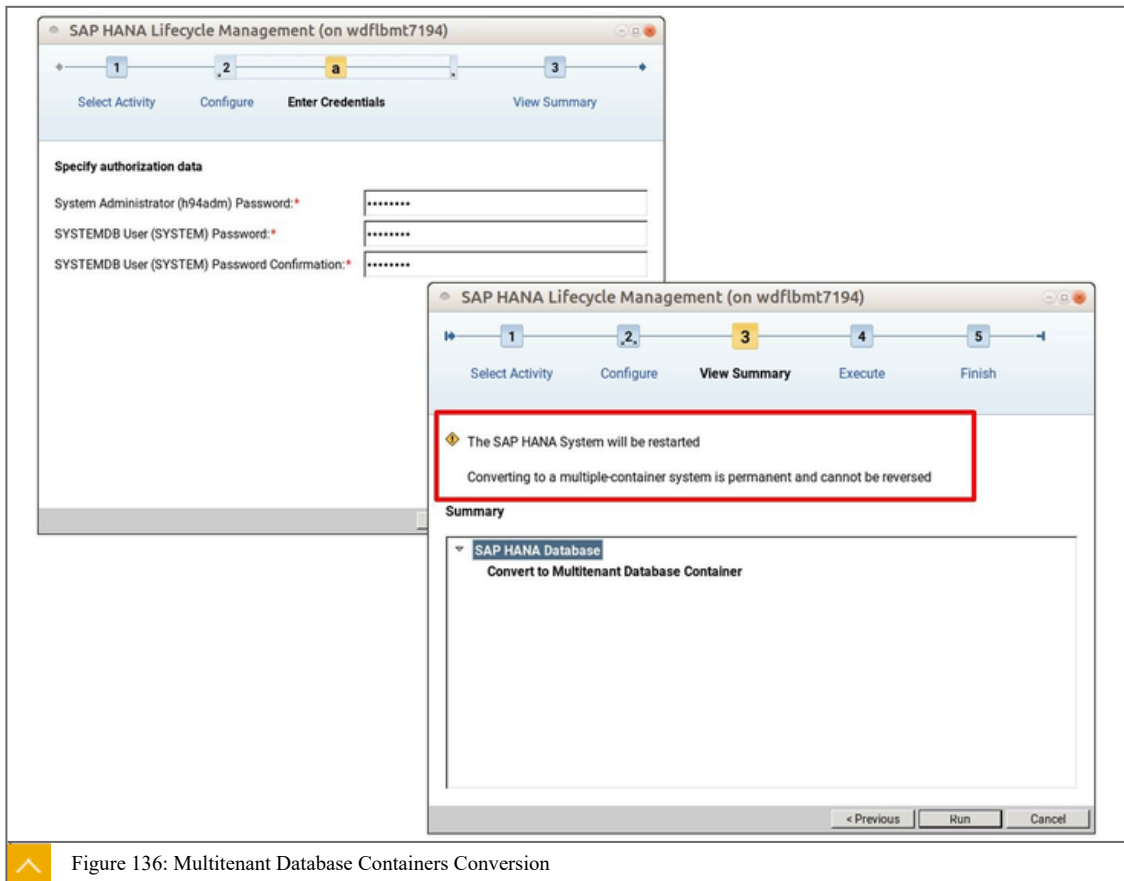 SAP HANA Lifecycle Management (on wdflbmt7194)
1 2 a 3
Select Activity Configure Enter Credentials View Summary
Specify authorization data
System Administrator (h94adm) Password:*
SYSTEMDB User (SYSTEM) Password:*
SYSTEMDB User (SYSTEM) Password Confirmation:*
SAP HANA Lifecycle Management (on wdflbmt7194)
1 2 3 4 5
Select Activity Configure View Summary Execute Finish
The SAP HANA System will be restarted
Converting to a multiple-container system is permanent and cannot be reversed
Summary
SAP HANA Database
Convert to Multitenant Database Container
< Previous Run Cancel
Figure 136: Multitenant Database Containers Conversion